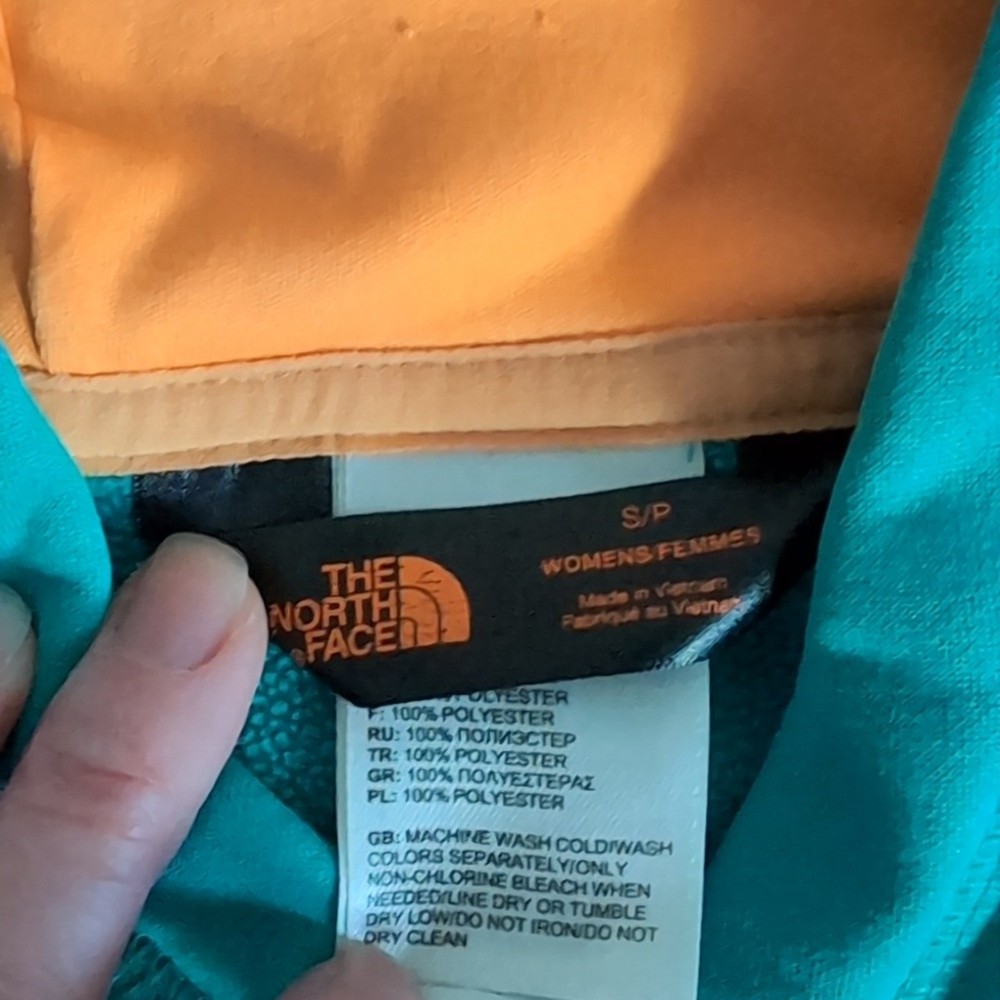 THE
NORTH
FACE
S/P
WOMENS/FEMMES
Made in Vietnam
Fabriqué au Vietnam
POLYESTER
F: 100% POLYESTER
RU: 100% ПОЛИЭСТЕР
TR: 100% POLYESTER
GR: 100% ΠΟΛΥΕΣΤΕΡΑΣ
PL: 100% POLYESTER
GB: MACHINE WASH COLD/WASH
COLORS SEPARATELY/ONLY
NON-CHLORINE BLEACH WHEN
NEEDED/LINE DRY OR TUMBLE
DRY LOW/DO NOT IRON/DO NOT
DRY CLEAN